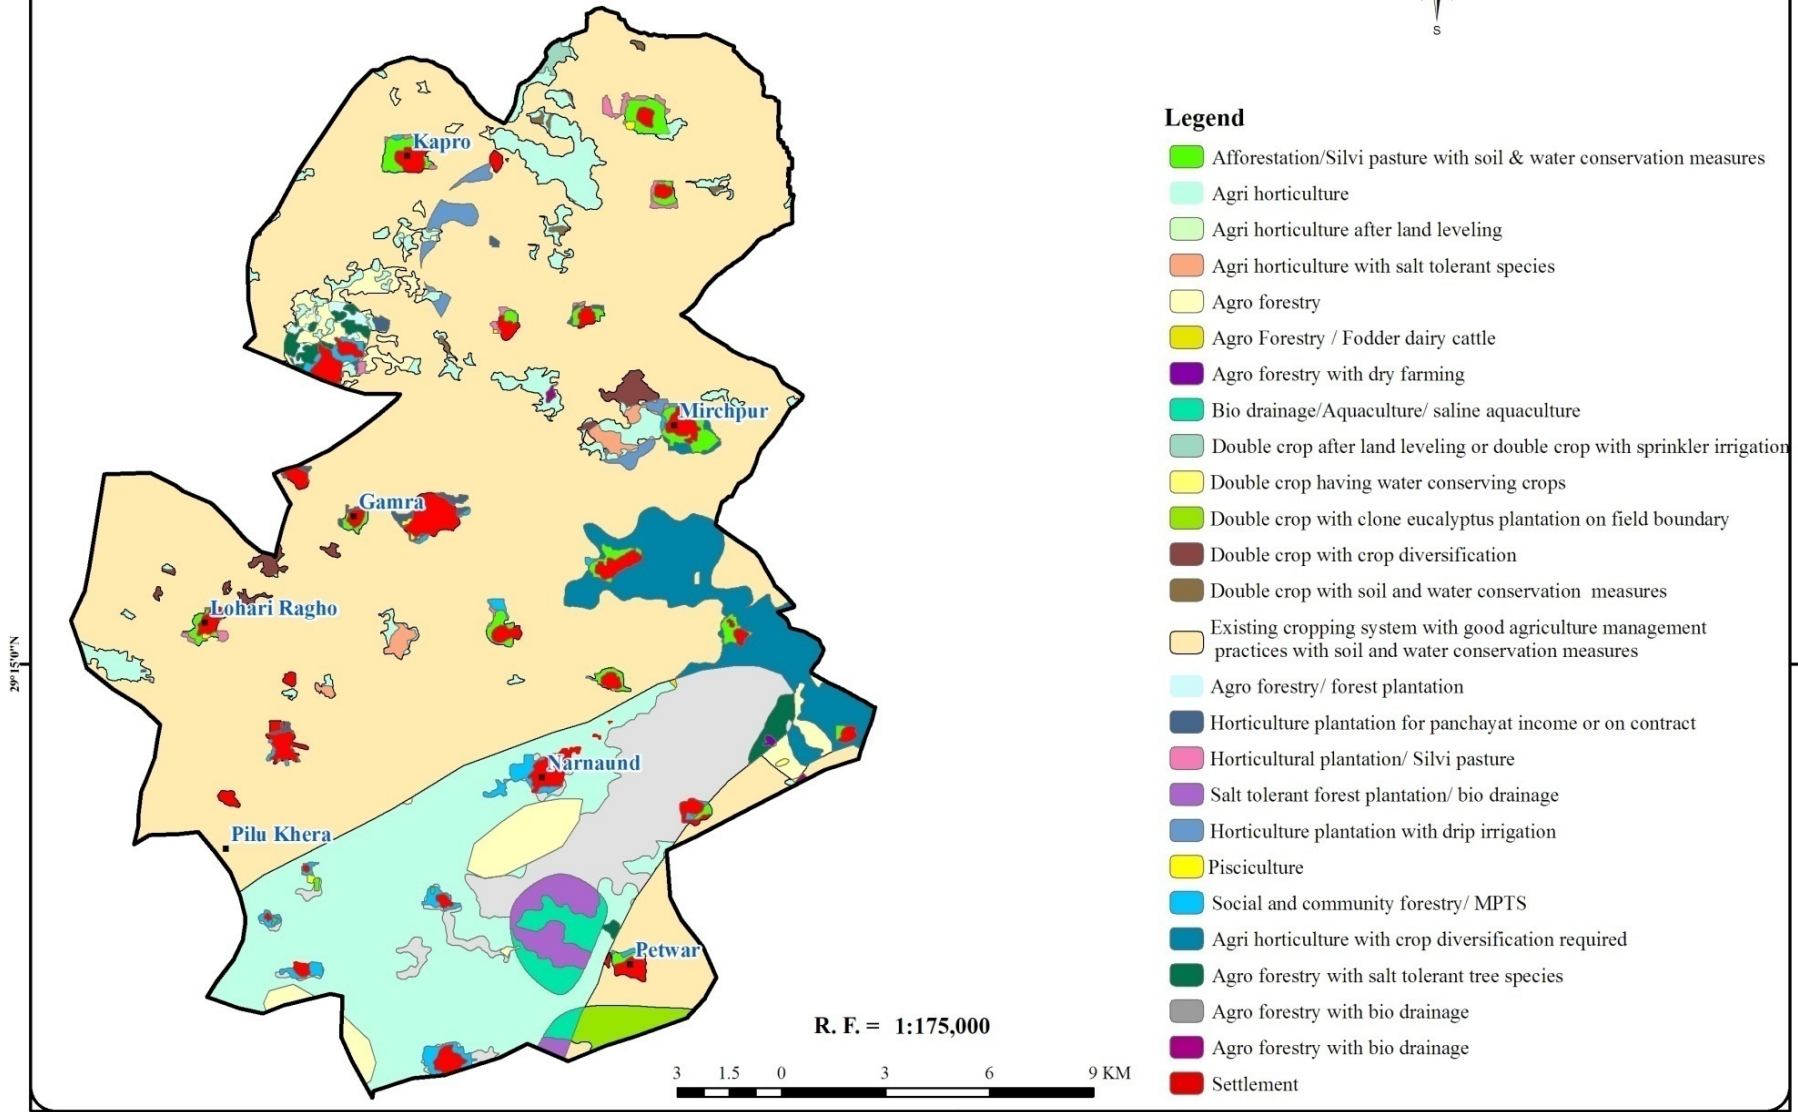 S
Kapro
Mirchpur
Gamra
Lohari Ragho
Narnaund
Pilu Khera
Petwar
29°15'0"N
R. F. = 1:175,000
3 1.5 0 3 6 9 KM
Legend
Afforestation/Silvi pasture with soil & water conservation measures
Agri horticulture
Agri horticulture after land leveling
Agri horticulture with salt tolerant species
Agro forestry
Agro Forestry / Fodder dairy cattle
Agro forestry with dry farming
Bio drainage/Aquaculture/ saline aquaculture
Double crop after land leveling or double crop with sprinkler irrigation
Double crop having water conserving crops
Double crop with clone eucalyptus plantation on field boundary
Double crop with crop diversification
Double crop with soil and water conservation measures
Existing cropping system with good agriculture management
practices with soil and water conservation measures
Agro forestry/ forest plantation
Horticulture plantation for panchayat income or on contract
Horticultural plantation/ Silvi pasture
Salt tolerant forest plantation/ bio drainage
Horticulture plantation with drip irrigation
Pisciculture
Social and community forestry/ MPTS
Agri horticulture with crop diversification required
Agro forestry with salt tolerant tree species
Agro forestry with bio drainage
Agro forestry with bio drainage
Settlement